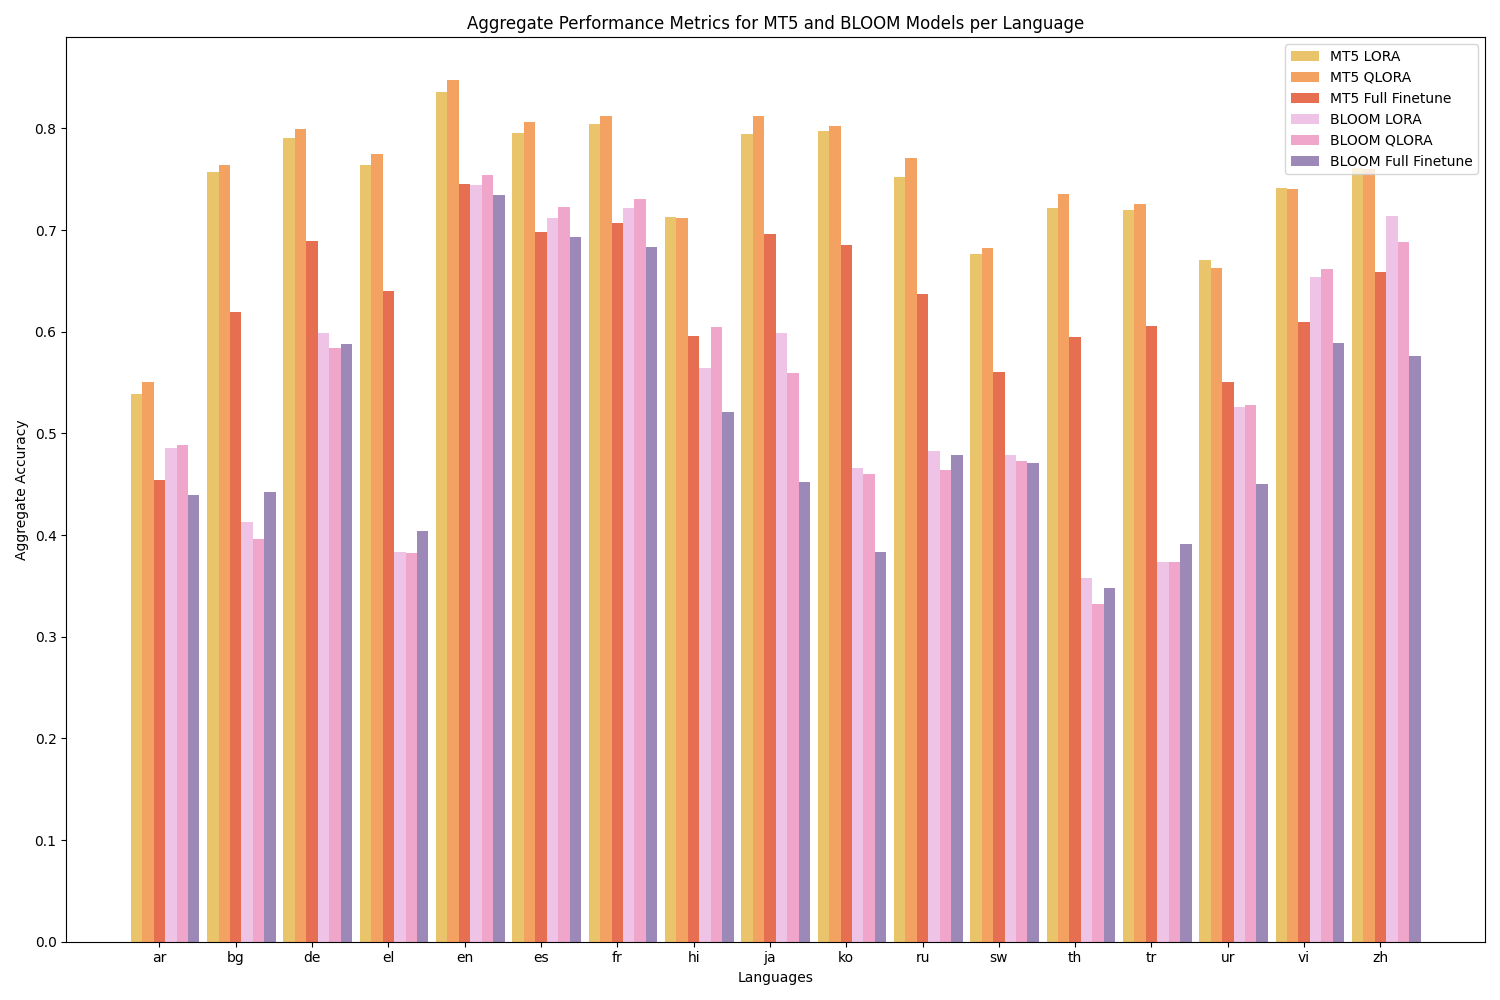 Aggregate Performance Metrics for MT5 and BLOOM Models per Language
MT5 LORA
MT5 QLORA
MT5 Full Finetune
BLOOM LORA
BLOOM QLORA
BLOOM Full Finetune
Aggregate Accuracy
0.8
0.7
0.6
0.5
0.4
0.3
0.2
0.1
0.0
ar bg de el en es fr hi ja ko ru sw th tr ur vi zh
Languages